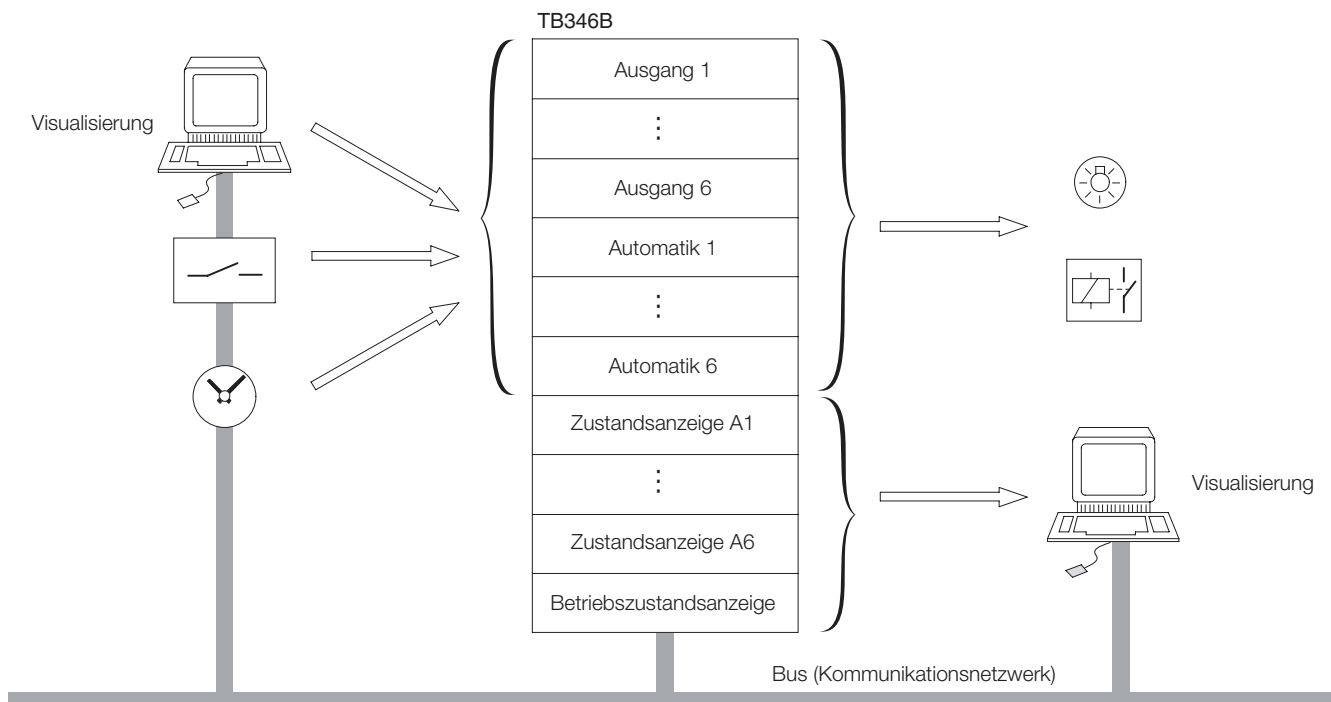 TB346B
Visualisierung
Ausgang 1
⋮
Ausgang 6
Automatik 1
⋮
Automatik 6
Zustandsanzeige A1
⋮
Zustandsanzeige A6
Betriebszustandsanzeige
Visualisierung
Bus (Kommunikationsnetzwerk)